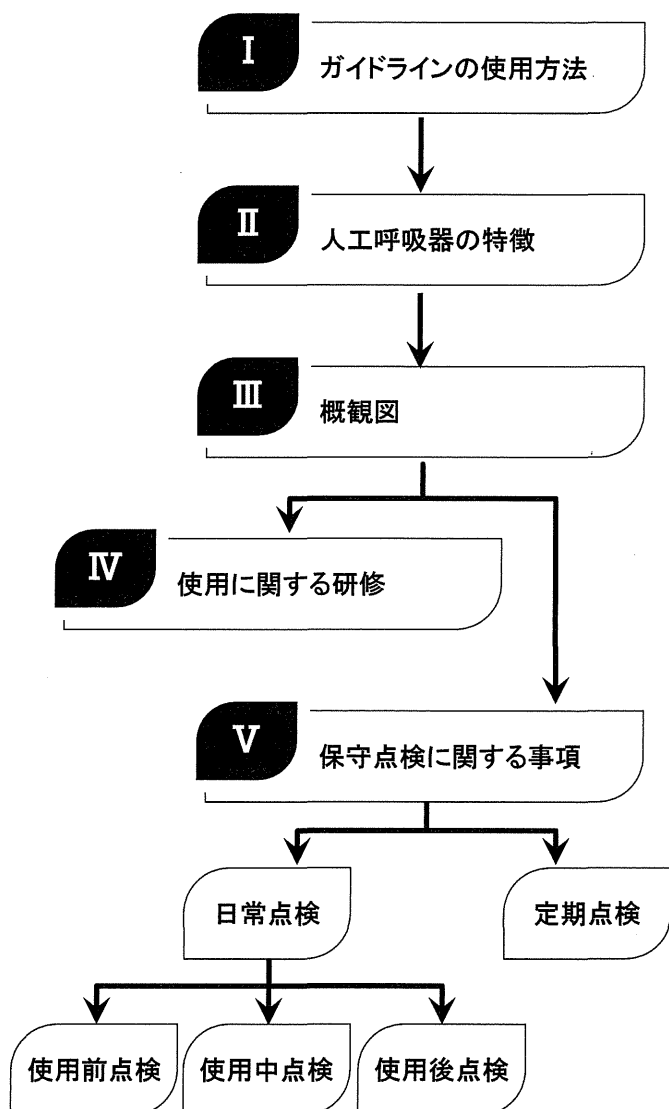 I
ガイドラインの使用方法
II
人工呼吸器の特徴
III
概観図
IV
使用に関する研修
V
保守点検に関する事項
日常点検
定期点検
使用前点検
使用中点検
使用後点検